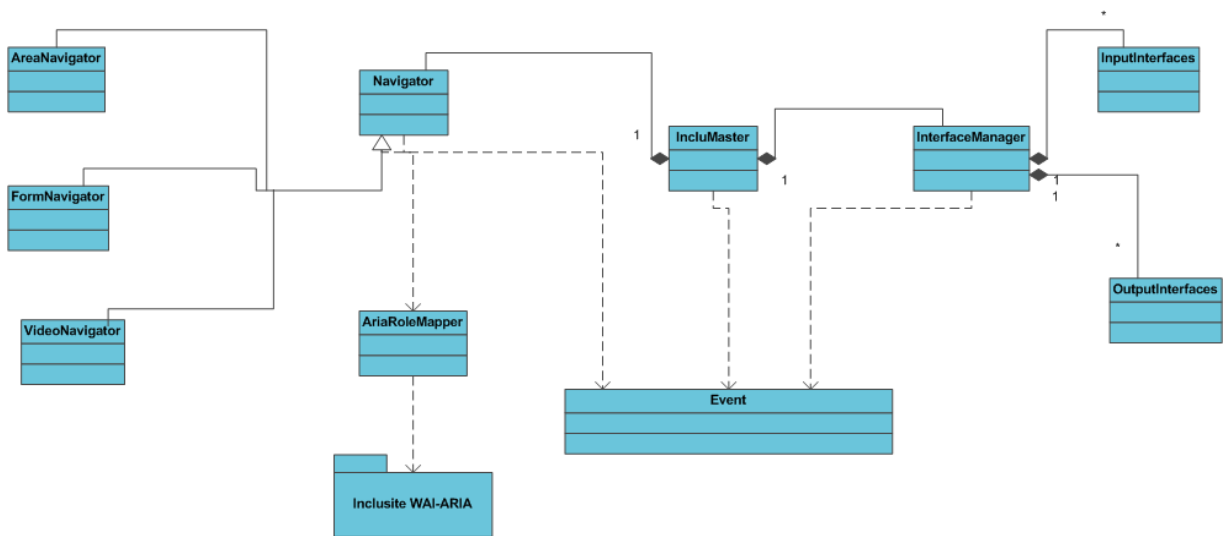 *
AreaNavigator
InputInterfaces
Navigator
1
IncluMaster
InterfaceManager
1
1
1
FormNavigator
*
OutputInterfaces
VideoNavigator
AriaRoleMapper
Event
Inclusite WAI-ARIA